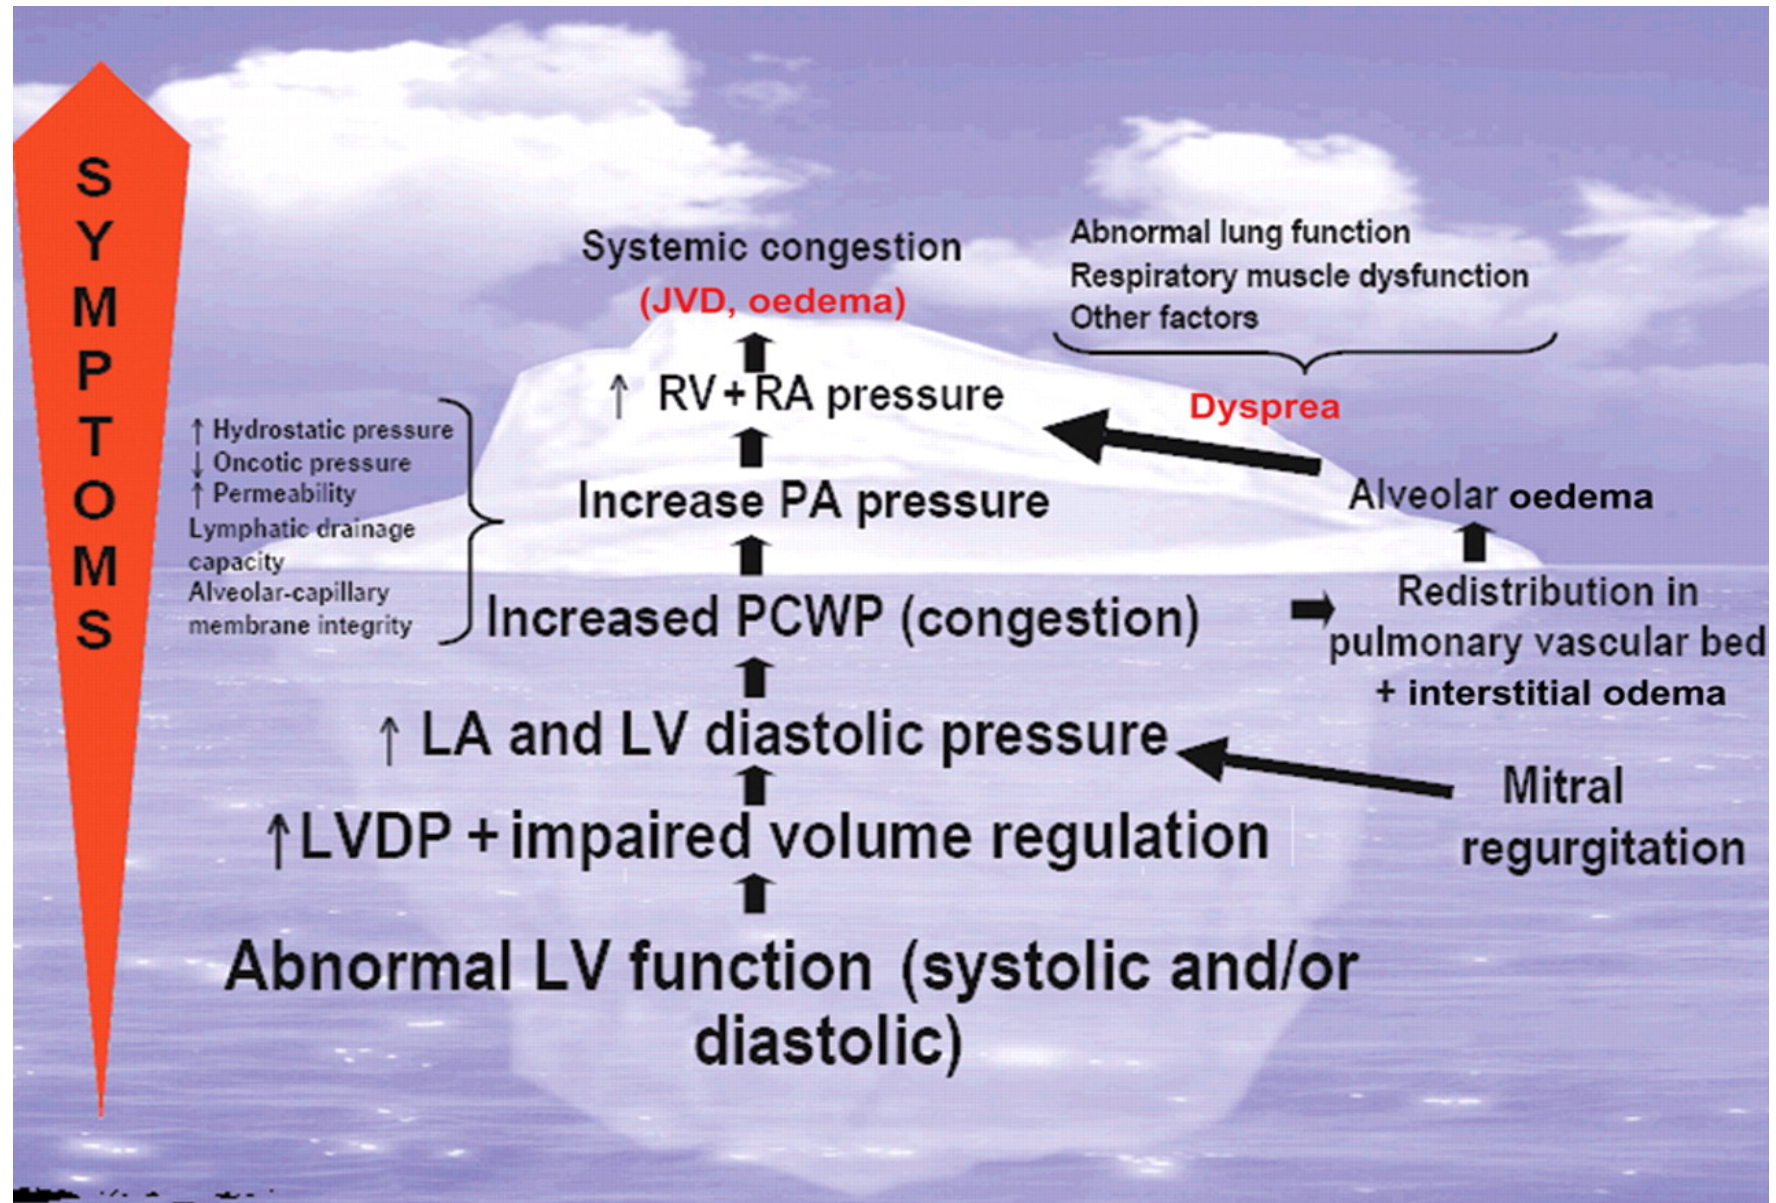 SYMPTOMS
Systemic congestion
(JVD, oedema)
↑ RV + RA pressure
Increase PA pressure
Increased PCWP (congestion)
↑ LA and LV diastolic pressure
↑ LVDP + impaired volume regulation
Abnormal LV function (systolic and/or
diastolic)
↑ Hydrostatic pressure
↓ Oncotic pressure
↑ Permeability
Lymphatic drainage
capacity
Alveolar-capillary
membrane integrity
Abnormal lung function
Respiratory muscle dysfunction
Other factors
Dysprea
Alveolar oedema
Redistribution in
pulmonary vascular bed
+ interstitial odema
Mitral
regurgitation